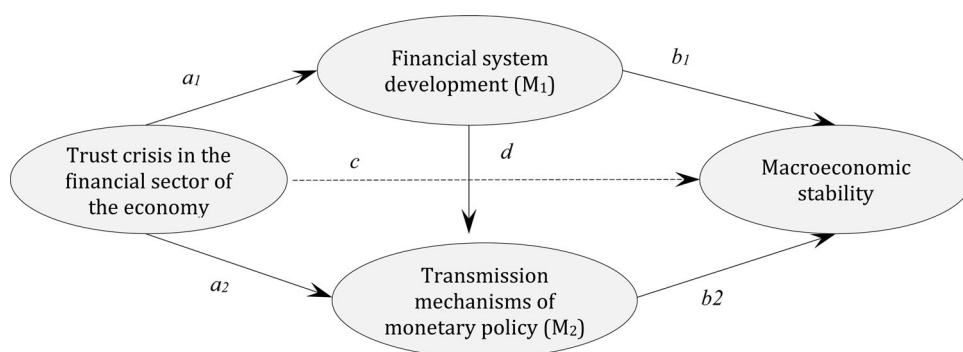 Financial system
development (M₁)
a₁
b₁
Trust crisis in the
financial sector of
the economy
c
d
Macroeconomic
stability
Transmission
mechanisms of
monetary policy (M₂)
a₂
b2